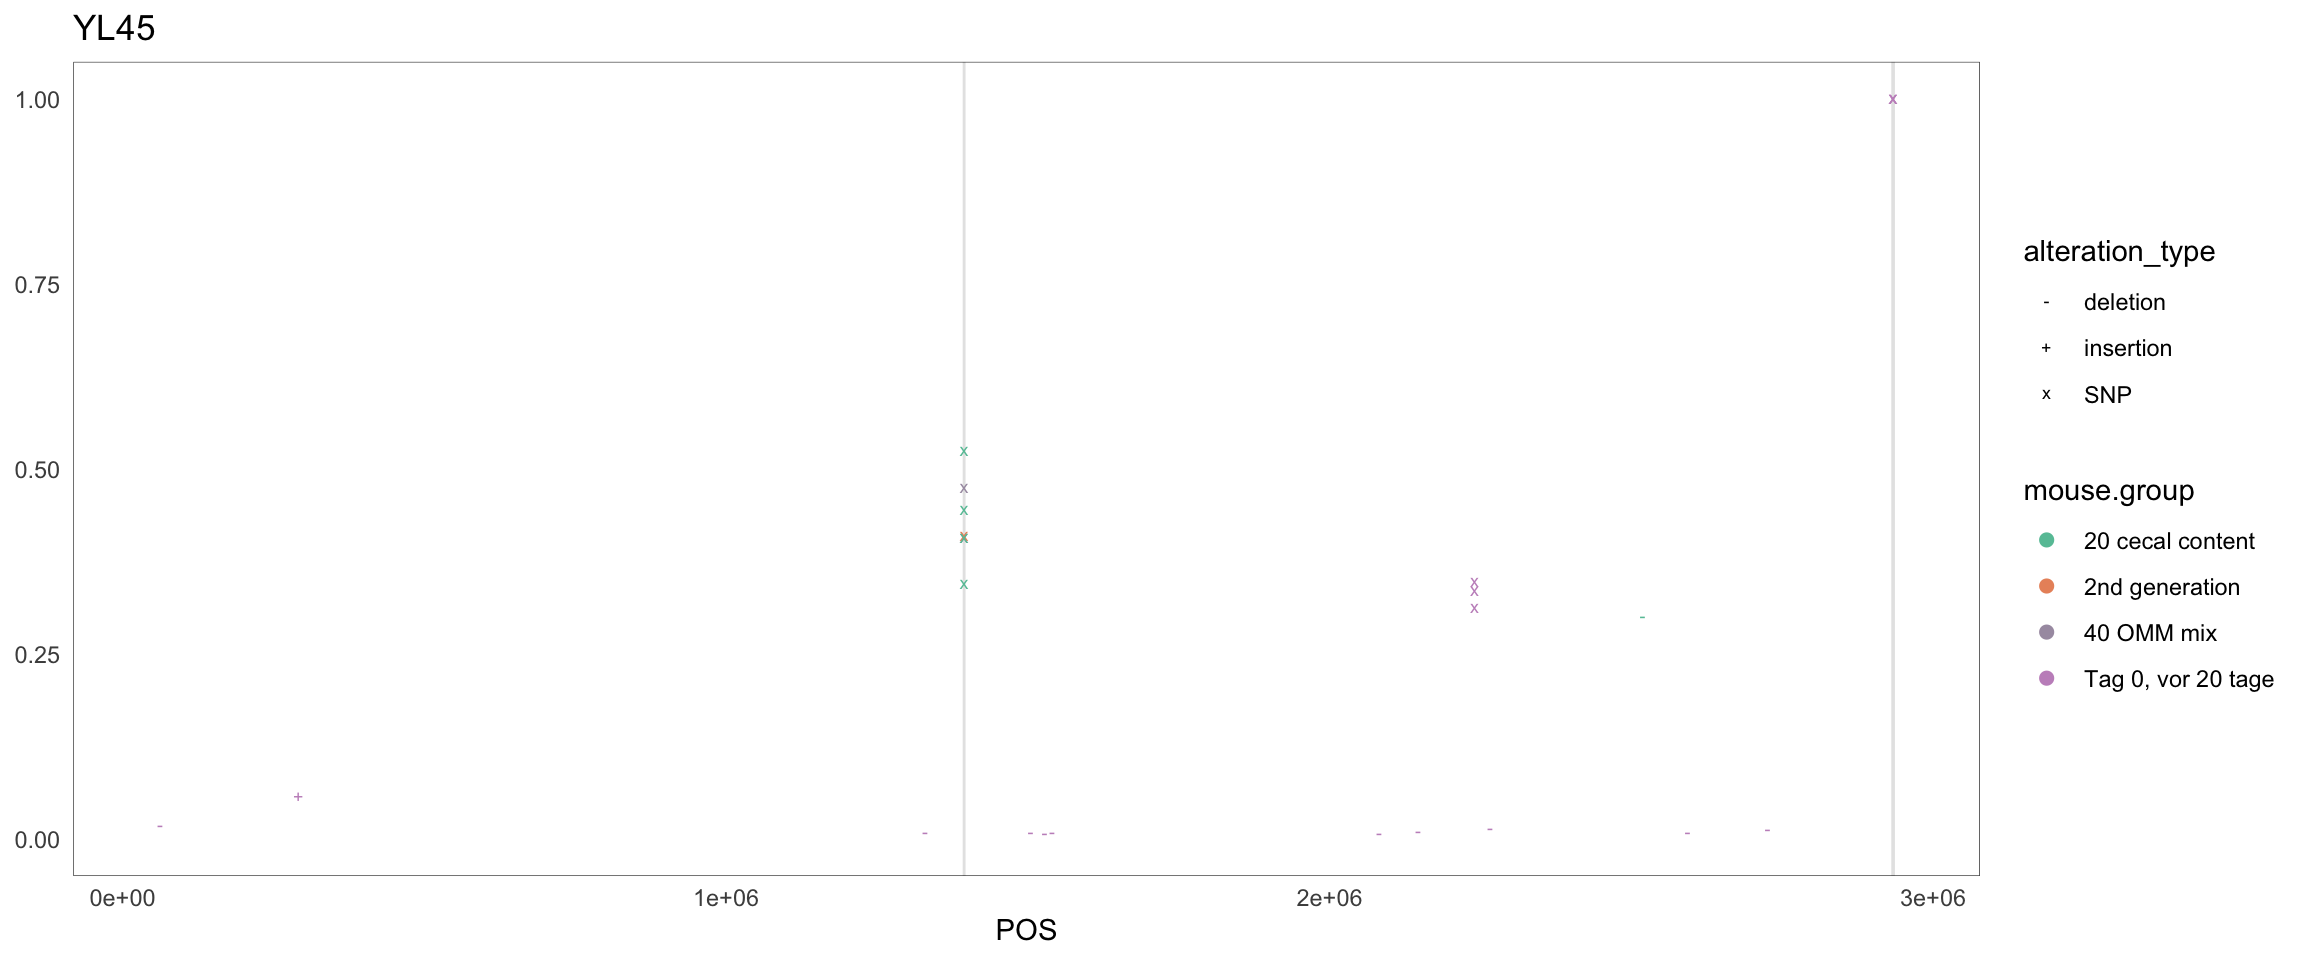 YL45
1.00
0.75
0.50
0.25
0.00
0e+00 1e+06 2e+06 3e+06
POS
alteration_type
- deletion
+ insertion
x SNP
mouse.group
20 cecal content
2nd generation
40 OMM mix
Tag 0, vor 20 tage